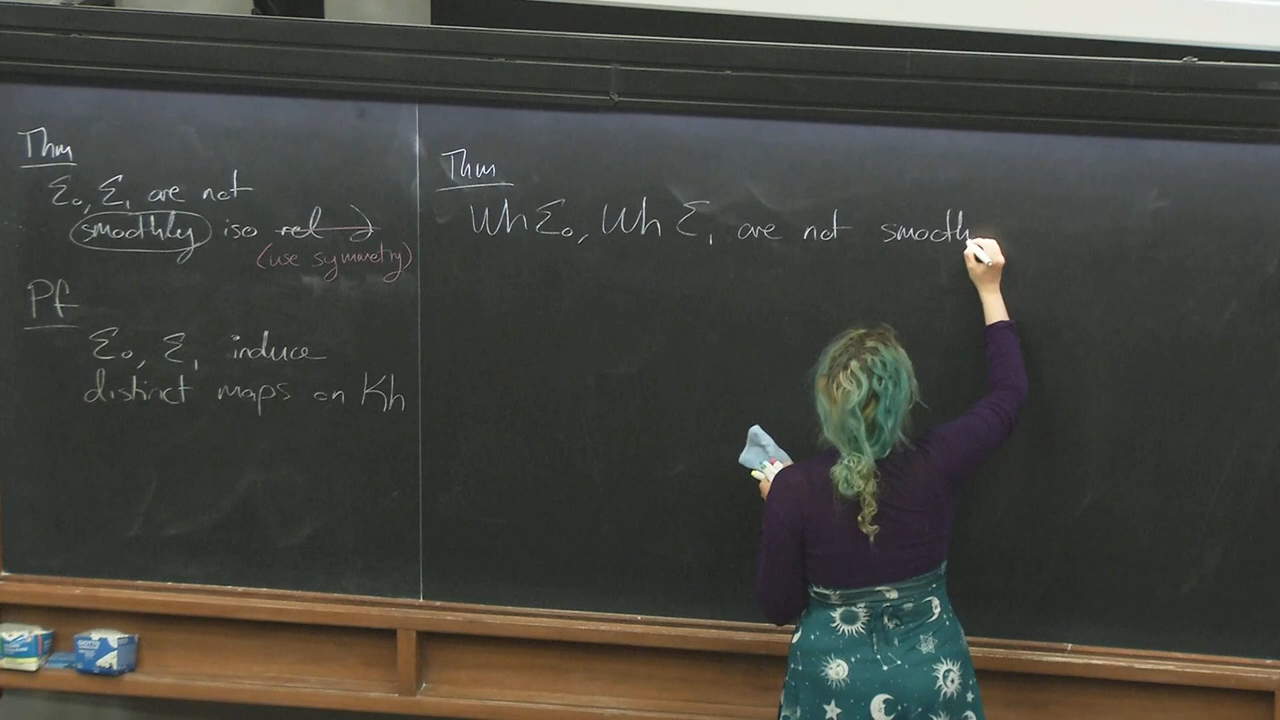 Thm
Σ₀, Σ₁ are not
smoothly iso rel ∂
(use symmetry)
Pf
Σ₀, Σ₁ induce
distinct maps on Kh
Thm
Wh Σ₀, Wh Σ₁ are not smooth